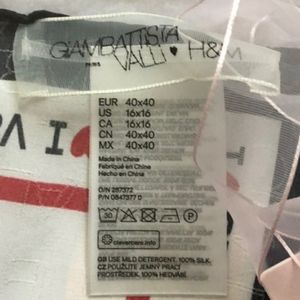 GIAMBATTISTA
VALLI ♥ H&M
PARIS
I
EUR 40x40
US 16x16
CA 16x16
CN 40x40
MX 40x40
Made in China
Fabriqué en Chine
Hecho en China
O/N 287372
P/N 0847377 0
30
clevercare.info
GB USE MILD DETERGENT. 100% SILK.
CZ POUŽIJTE JEMNÝ PRACÍ
PROSTŘEDEK. 100% HEDVÁBÍ.